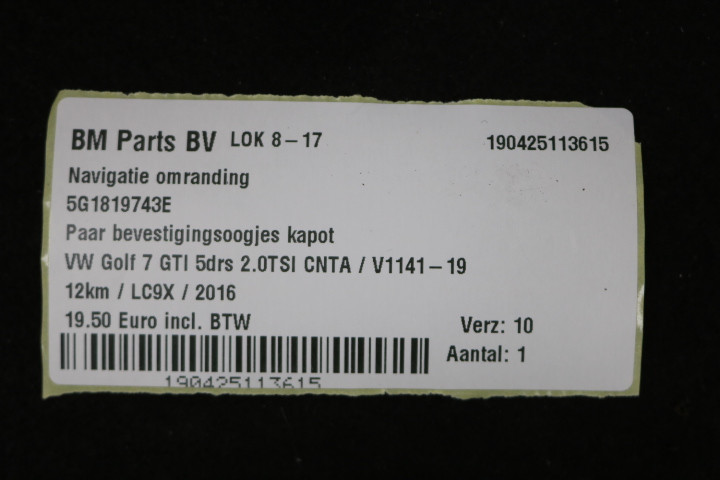 BM Parts BV LOK 8-17 190425113615
Navigatie omranding
5G1819743E
Paar bevestigingsoogjes kapot
VW Golf 7 GTI 5drs 2.0TSI CNTA / V1141-19
12km / LC9X / 2016
19.50 Euro incl. BTW Verz: 10
Aantal: 1
190425113615